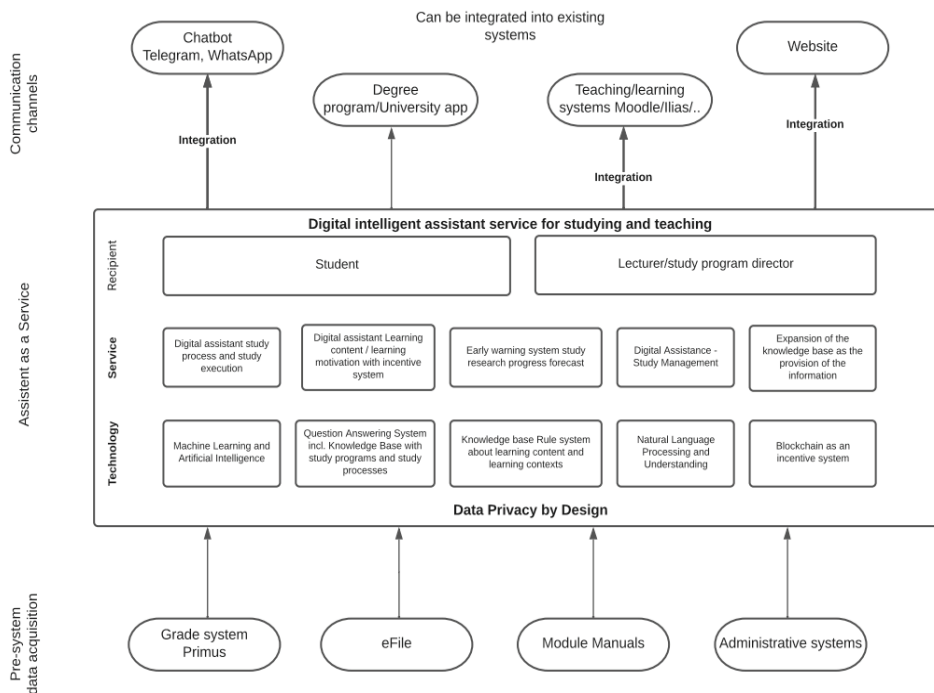 Can be integrated into existing
systems
Communication
channels
Chatbot
Telegram, WhatsApp
Degree
program/University app
Teaching/learning
systems Moodle/Ilias/..
Website
Integration
Integration
Integration
Assistent as a Service
Digital intelligent assistant service for studying and teaching
Recipient
Student
Lecturer/study program director
Service
Digital assistant study
process and study
execution
Digital assistant Learning
content / learning
motivation with incentive
system
Early warning system study
research progress forecast
Digital Assistance -
Study Management
Expansion of the
knowledge base as the
provision of the
information
Technology
Machine Learning and
Artificial Intelligence
Question Answering System
incl. Knowledge Base with
study programs and study
processes
Knowledge base Rule system
about learning content and
learning contexts
Natural Language
Processing and
Understanding
Blockchain as an
incentive system
Data Privacy by Design
Pre-system
data acquisition
Grade system
Primus
eFile
Module Manuals
Administrative systems